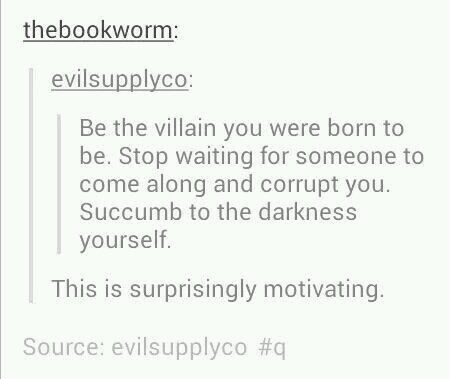 thebookworm:
evilsupplyco:
Be the villain you were born to
be. Stop waiting for someone to
come along and corrupt you.
Succumb to the darkness
yourself.
This is surprisingly motivating.
Source: evilsupplyco #q